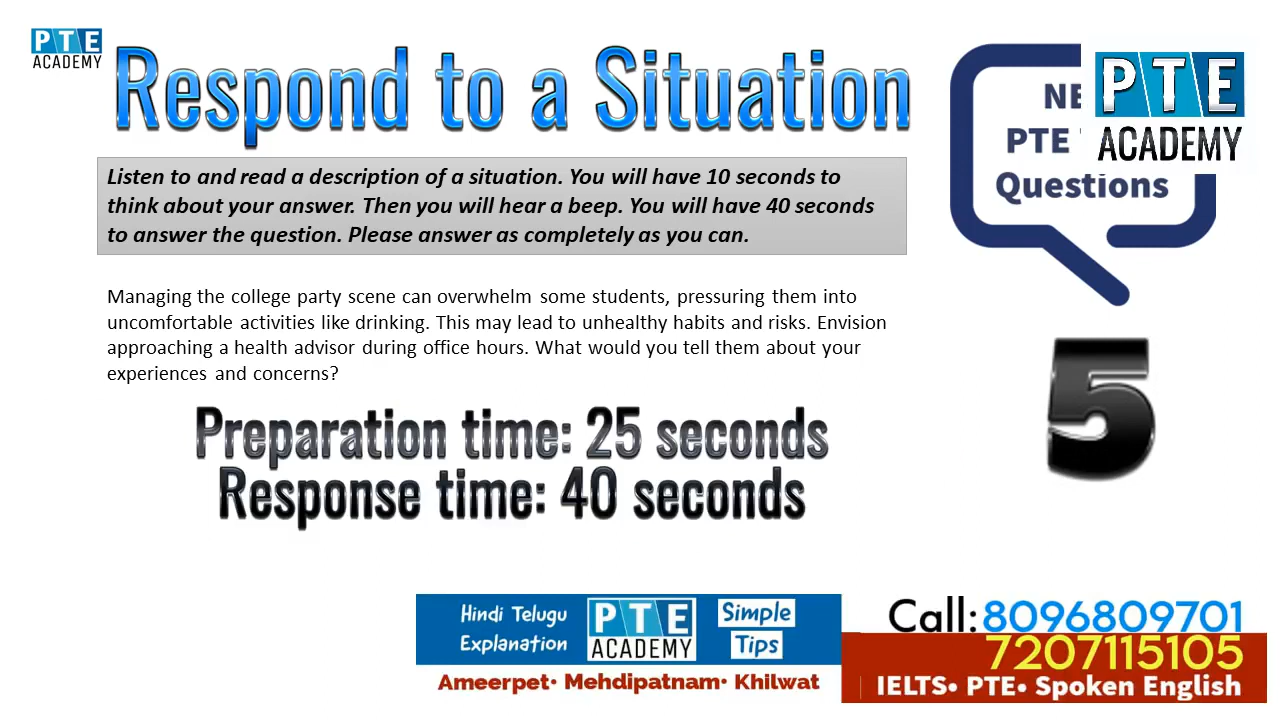 PTE
ACADEMY
Respond to a Situation
Listen to and read a description of a situation. You will have 10 seconds to
think about your answer. Then you will hear a beep. You will have 40 seconds
to answer the question. Please answer as completely as you can.
Managing the college party scene can overwhelm some students, pressuring them into
uncomfortable activities like drinking. This may lead to unhealthy habits and risks. Envision
approaching a health advisor during office hours. What would you tell them about your
experiences and concerns?
Preparation time: 25 seconds
Response time: 40 seconds
PTE
Questions
PTE
ACADEMY
5
Hindi Telugu
Explanation
PTE
ACADEMY
Simple
Tips
Ameerpet• Mehdipatnam• Khilwat
Call: 8096809701
7207115105
IELTS• PTE• Spoken English